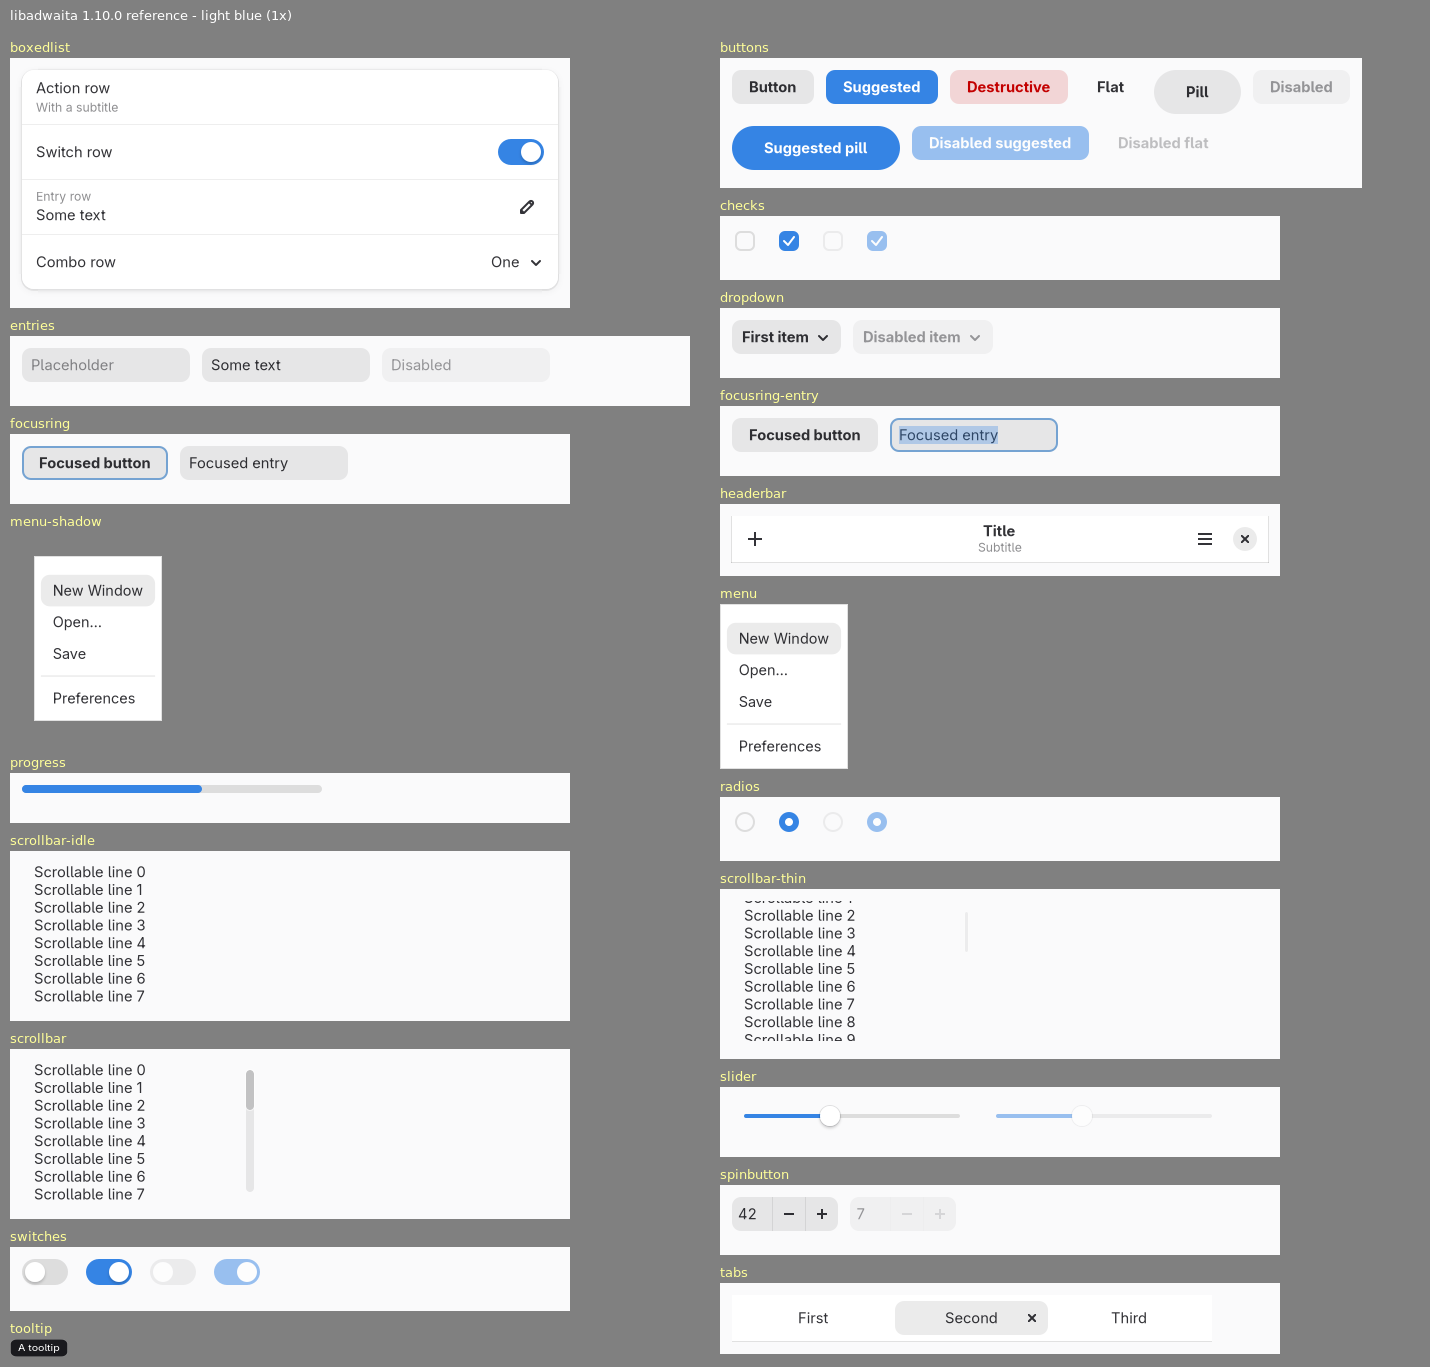 libadwaita 1.10.0 reference - light blue (1x)
boxedlist
Action row
With a subtitle
Switch row
Entry row
Some text
Combo row
One
entries
Placeholder
Some text
Disabled
focusring
Focused button
Focused entry
menu-shadow
New Window
Open...
Save
Preferences
progress
scrollbar-idle
Scrollable line 0
Scrollable line 1
Scrollable line 2
Scrollable line 3
Scrollable line 4
Scrollable line 5
Scrollable line 6
Scrollable line 7
scrollbar
Scrollable line 0
Scrollable line 1
Scrollable line 2
Scrollable line 3
Scrollable line 4
Scrollable line 5
Scrollable line 6
Scrollable line 7
switches
tooltip
A tooltip
buttons
Button
Suggested
Destructive
Flat
Pill
Disabled
Suggested pill
Disabled suggested
Disabled flat
checks
dropdown
First item
Disabled item
focusring-entry
Focused button
Focused entry
headerbar
Title
Subtitle
menu
New Window
Open...
Save
Preferences
radios
scrollbar-thin
Scrollable line 2
Scrollable line 3
Scrollable line 4
Scrollable line 5
Scrollable line 6
Scrollable line 7
Scrollable line 8
Scrollable line 9
slider
spinbutton
42
7
tabs
First
Second
Third